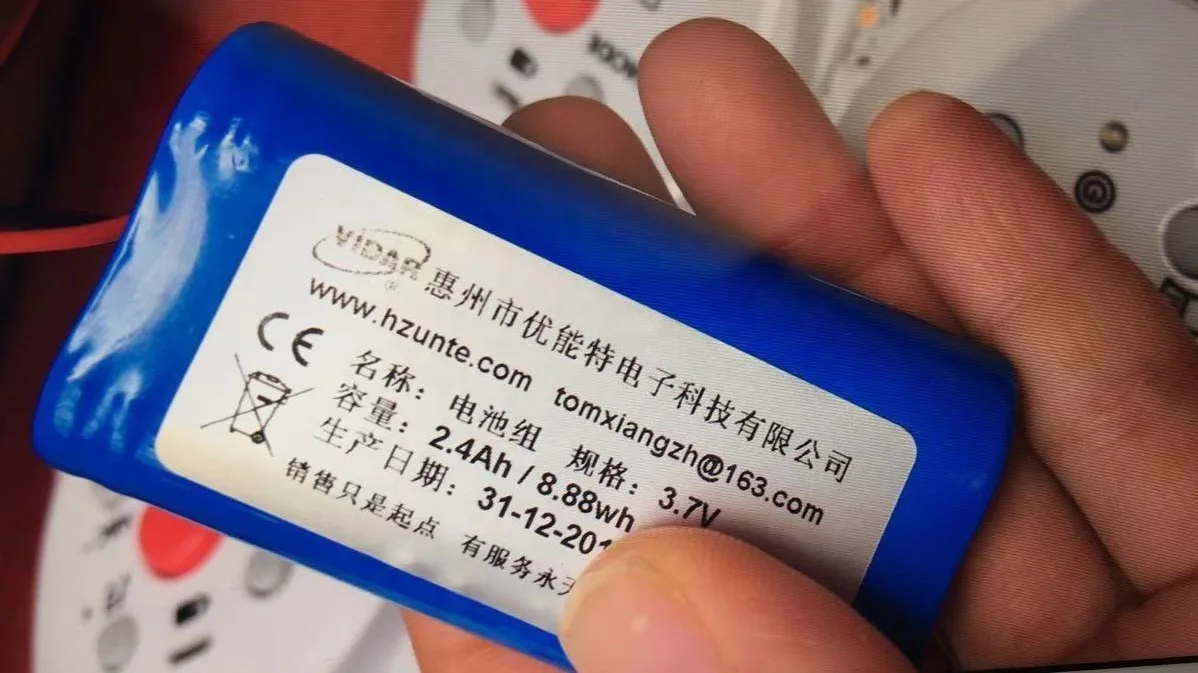 VIDAR
®
惠州市优能特电子科技有限公司
www.hzunte.com tomxiangzh@163.com
CE
名称：电池组 规格：3.7V
容量：2.4Ah / 8.88wh
生产日期：31-12-201
销售只是起点 有服务永